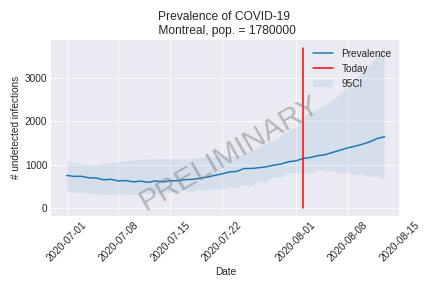 Prevalence of COVID-19
Montreal, pop. = 1780000
# undetected infections
3000
2000
1000
0
Prevalence
Today
95CI
PRELIMINARY
2020-07-01
2020-07-08
2020-07-15
2020-07-22
2020-08-01
2020-08-08
2020-08-15
Date